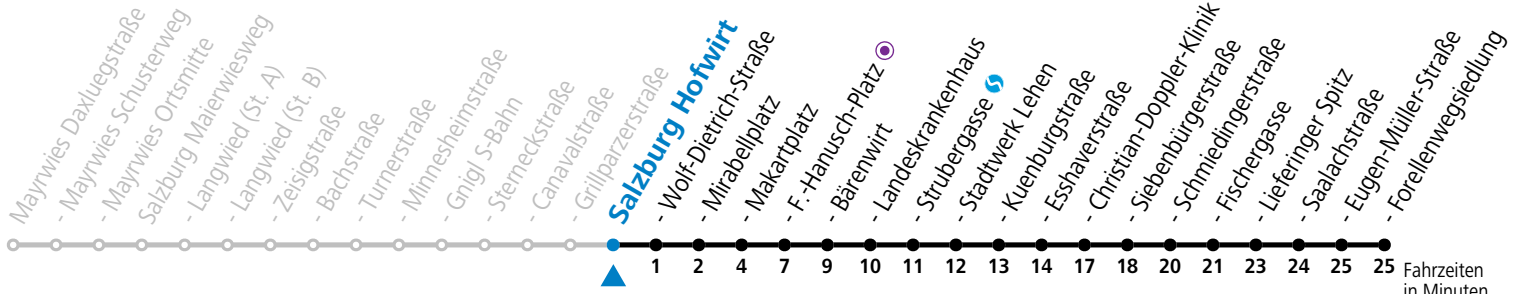 Mayrwies Daxluegstraße
- Mayrwies Schusterweg
- Mayrwies Ortsmitte
Salzburg Maierwiesweg
- Langwied (St. A)
- Langwied (St. B)
- Zeisigstraße
- Bachstraße
- Turnerstraße
- Minnesheimstraße
- Gnigl S-Bahn
- Sterneckstraße
- Canavalstraße
- Grillparzerstraße
Salzburg Hofwirt
- Wolf-Dietrich-Straße
- Mirabellplatz
- Makartplatz
- F.-Hanusch-Platz
- Bärenwirt
- Landeskrankenhaus
- Strubergasse
- Stadtwerk Lehen
- Kuenburgstraße
- Esshaverstraße
- Christian-Doppler-Klinik
- Siebenbürgerstraße
- Schmiedingerstraße
- Fischergasse
- Lieferinger Spitz
- Saalachstraße
- Eugen-Müller-Straße
- Forellenwegsiedlung
1 2 4 7 9 10 11 12 13 14 17 18 20 21 23 24 25 25 Fahrzeiten
in Minuten